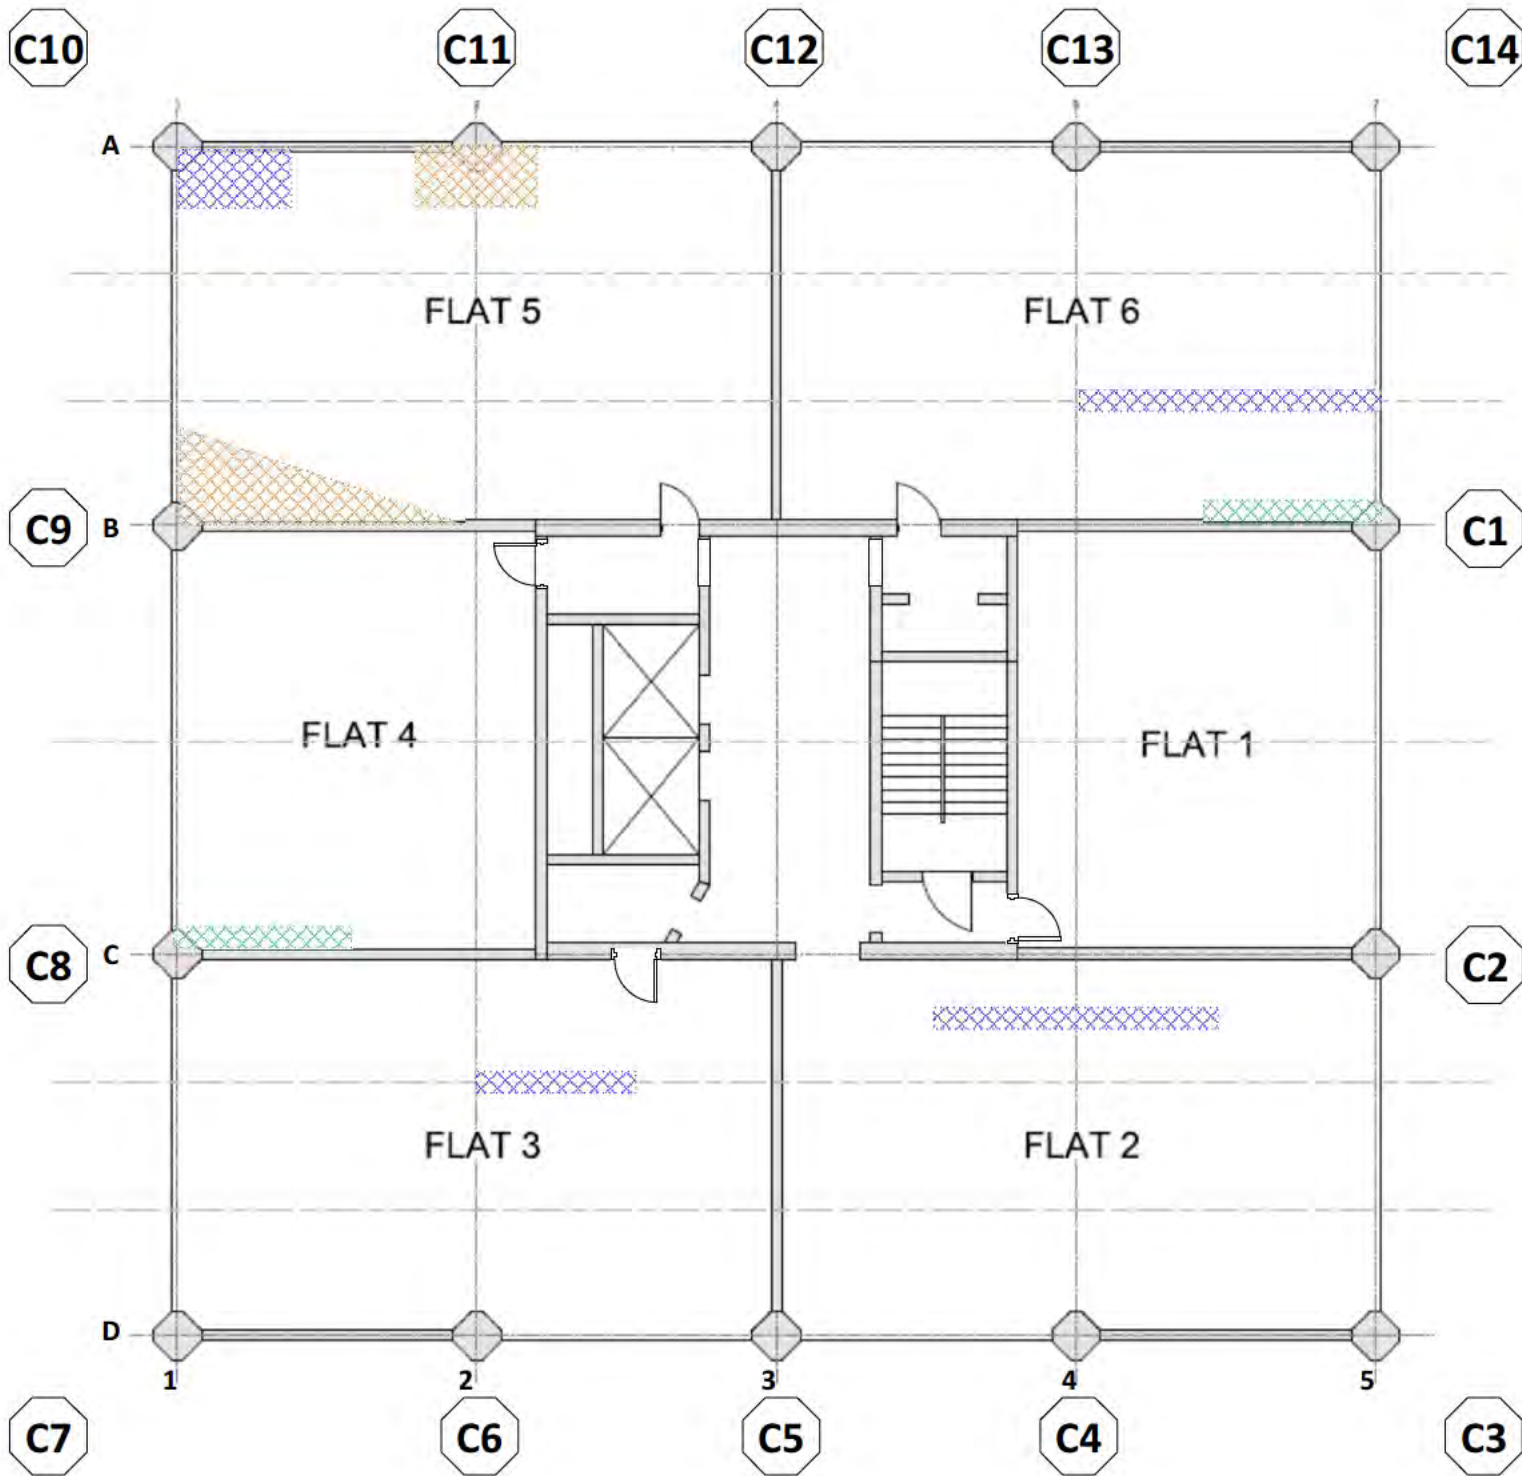 C10 C11 C12 C13 C14
A
FLAT 5 FLAT 6
C9 B C1
FLAT 4 FLAT 1
C8 C C2
FLAT 3 FLAT 2
D
1 2 3 4 5
C7 C6 C5 C4 C3